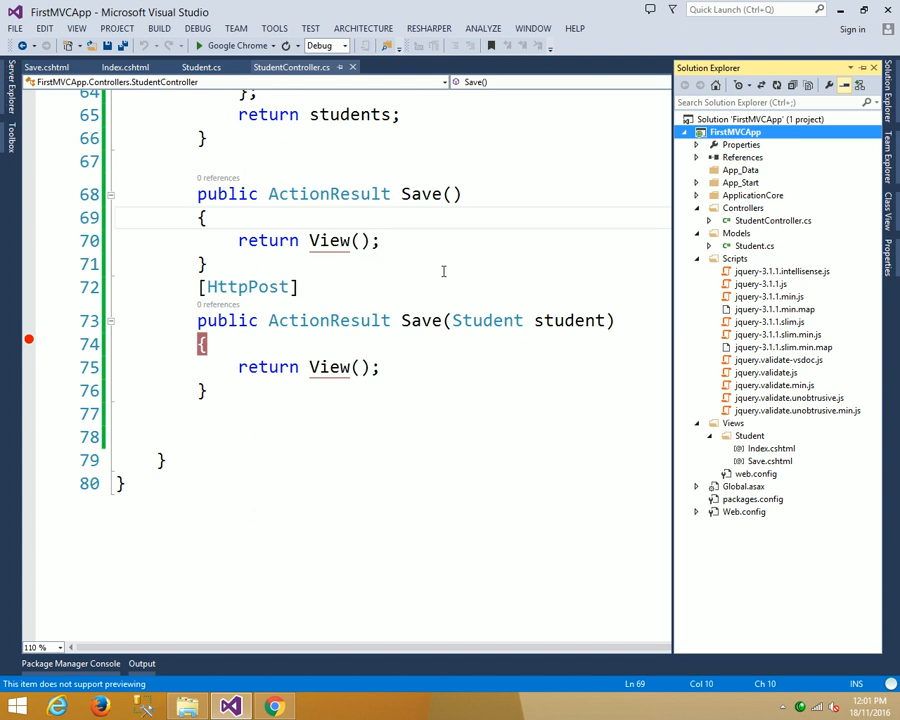 FirstMVCApp - Microsoft Visual Studio
Quick Launch (Ctrl+Q)
FILE EDIT VIEW PROJECT BUILD DEBUG TEAM TOOLS TEST ARCHITECTURE RESHARPER ANALYZE WINDOW HELP
Sign in
Google Chrome Debug
Save.cshtml Index.cshtml Student.cs StudentController.cs
FirstMVCApp.Controllers.StudentController Save()
Server Explorer
Toolbox
64 };
65 return students;
66 }
67
0 references
68 public ActionResult Save()
69 {
70 return View();
71 }
72 [HttpPost]
0 references
73 public ActionResult Save(Student student)
74 {
75 return View();
76 }
77
78
79 }
80 }
110 %
Solution Explorer
Search Solution Explorer (Ctrl+;)
Solution 'FirstMVCApp' (1 project)
FirstMVCApp
Properties
References
App_Data
App_Start
ApplicationCore
Controllers
StudentController.cs
Models
Student.cs
Scripts
jquery-3.1.1.intellisense.js
jquery-3.1.1.js
jquery-3.1.1.min.js
jquery-3.1.1.min.map
jquery-3.1.1.slim.js
jquery-3.1.1.slim.min.js
jquery-3.1.1.slim.min.map
jquery.validate-vsdoc.js
jquery.validate.js
jquery.validate.min.js
jquery.validate.unobtrusive.js
jquery.validate.unobtrusive.min.js
Views
Student
Index.cshtml
Save.cshtml
web.config
Global.asax
packages.config
Web.config
Solution Explorer
Team Explorer
Class View
Properties
Package Manager Console Output
This item does not support previewing Ln 69 Col 10 Ch 10 INS
12:01 PM
18/11/2016